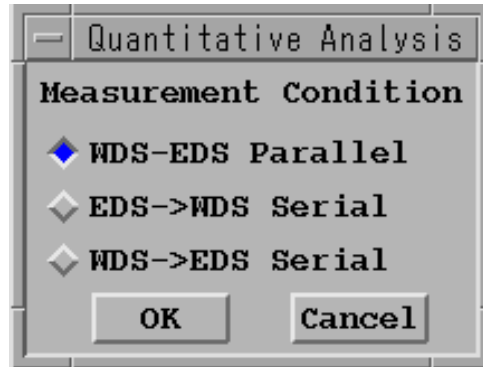 Quantitative Analysis
Measurement Condition
WDS-EDS Parallel
EDS->WDS Serial
WDS->EDS Serial
OK Cancel